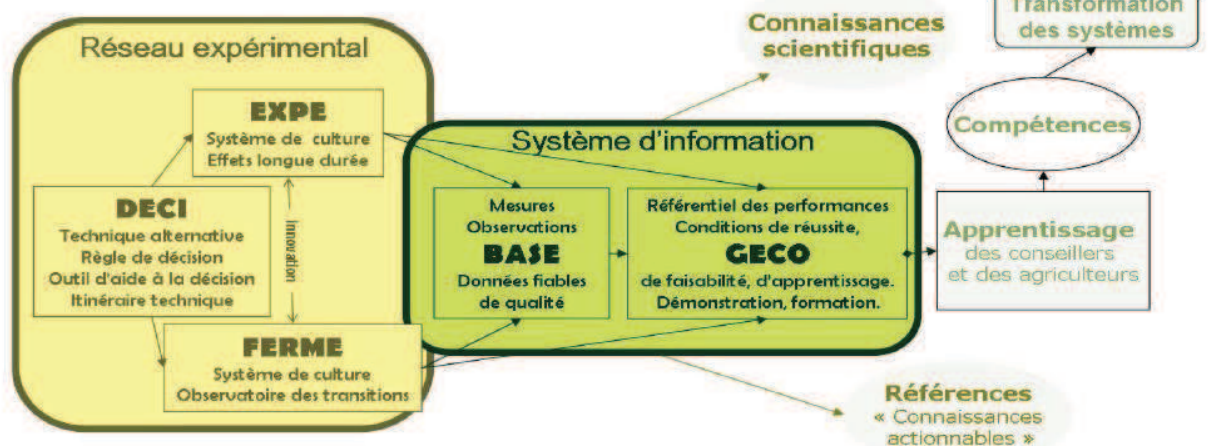 Réseau expérimental
EXPE
Système de culture
Effets longue durée
DECI
Technique alternative
Règle de décision
Outil d'aide à la décision
Itinéraire technique
Innovation
FERME
Système de culture
Observatoire des transitions
Système d'information
Mesures
Observations
BASE
Données fiables
de qualité
Référentiel des performances
Conditions de réussite,
GECO
de faisabilité, d'apprentissage.
Démonstration, formation.
Connaissances
scientifiques
Transformation
des systèmes
Compétences
Apprentissage
des conseillers
et des agriculteurs
Références
« Connaissances
actionnables »